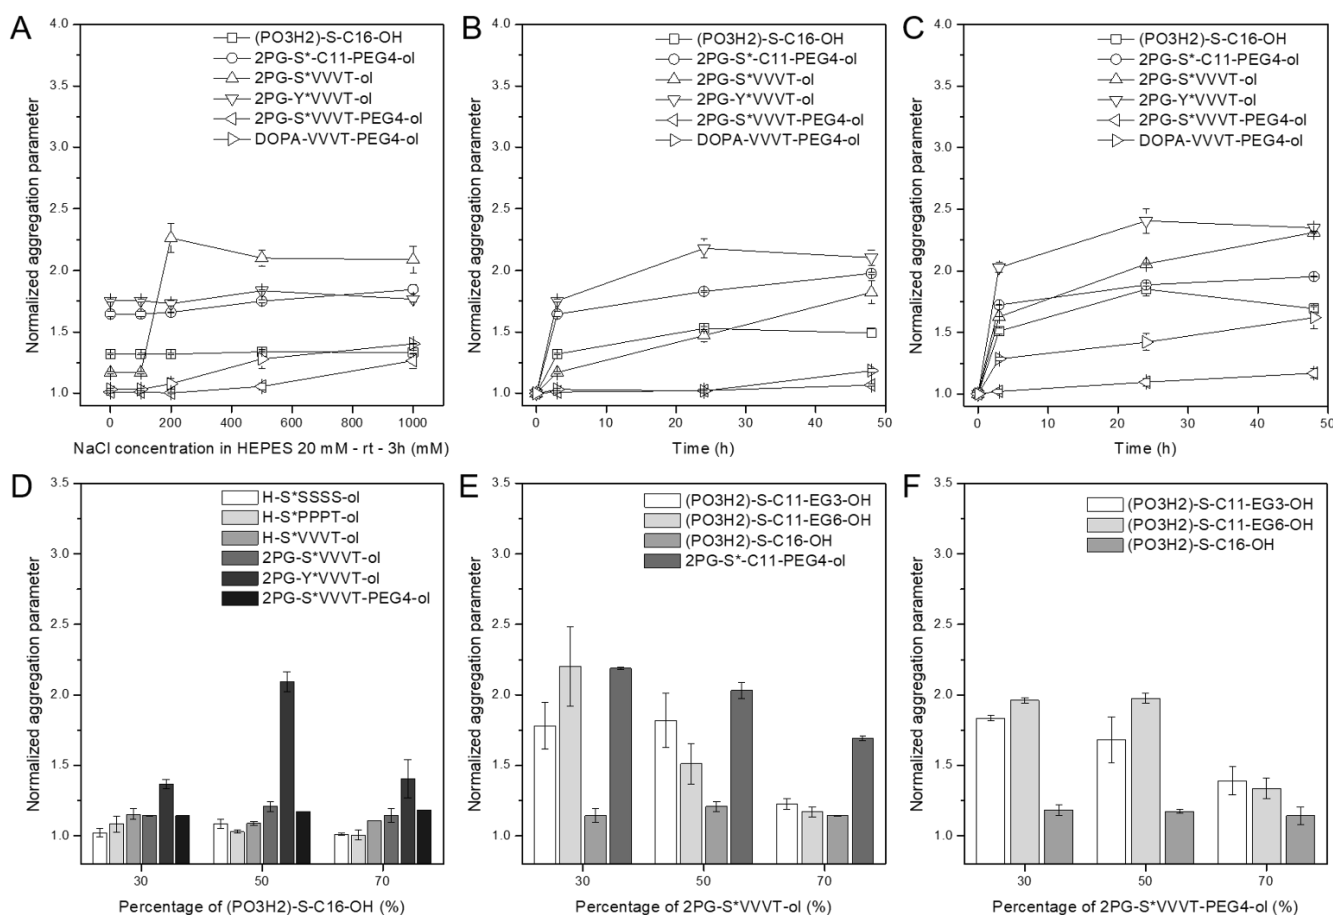 A
4.0
3.5
3.0
2.5
2.0
1.5
1.0
Normalized aggregation parameter
(PO3H2)-S-C16-OH
2PG-S*-C11-PEG4-ol
2PG-S*VVVT-ol
2PG-Y*VVVT-ol
2PG-S*VVVT-PEG4-ol
DOPA-VVVT-PEG4-ol
0 200 400 600 800 1000
NaCl concentration in HEPES 20 mM - rt - 3h (mM)
B
4.0
3.5
3.0
2.5
2.0
1.5
1.0
Normalized aggregation parameter
(PO3H2)-S-C16-OH
2PG-S*-C11-PEG4-ol
2PG-S*VVVT-ol
2PG-Y*VVVT-ol
2PG-S*VVVT-PEG4-ol
DOPA-VVVT-PEG4-ol
0 10 20 30 40 50
Time (h)
C
4.0
3.5
3.0
2.5
2.0
1.5
1.0
Normalized aggregation parameter
(PO3H2)-S-C16-OH
2PG-S*-C11-PEG4-ol
2PG-S*VVVT-ol
2PG-Y*VVVT-ol
2PG-S*VVVT-PEG4-ol
DOPA-VVVT-PEG4-ol
0 10 20 30 40 50
Time (h)
D
3.5
3.0
2.5
2.0
1.5
1.0
Normalized aggregation parameter
H-S*SSSS-ol
H-S*PPPT-ol
H-S*VVVT-ol
2PG-S*VVVT-ol
2PG-Y*VVVT-ol
2PG-S*VVVT-PEG4-ol
30 50 70
Percentage of (PO3H2)-S-C16-OH (%)
E
3.5
3.0
2.5
2.0
1.5
1.0
Normalized aggregation parameter
(PO3H2)-S-C11-EG3-OH
(PO3H2)-S-C11-EG6-OH
(PO3H2)-S-C16-OH
2PG-S*-C11-PEG4-ol
30 50 70
Percentage of 2PG-S*VVVT-ol (%)
F
3.5
3.0
2.5
2.0
1.5
1.0
Normalized aggregation parameter
(PO3H2)-S-C11-EG3-OH
(PO3H2)-S-C11-EG6-OH
(PO3H2)-S-C16-OH
30 50 70
Percentage of 2PG-S*VVVT-PEG4-ol (%)